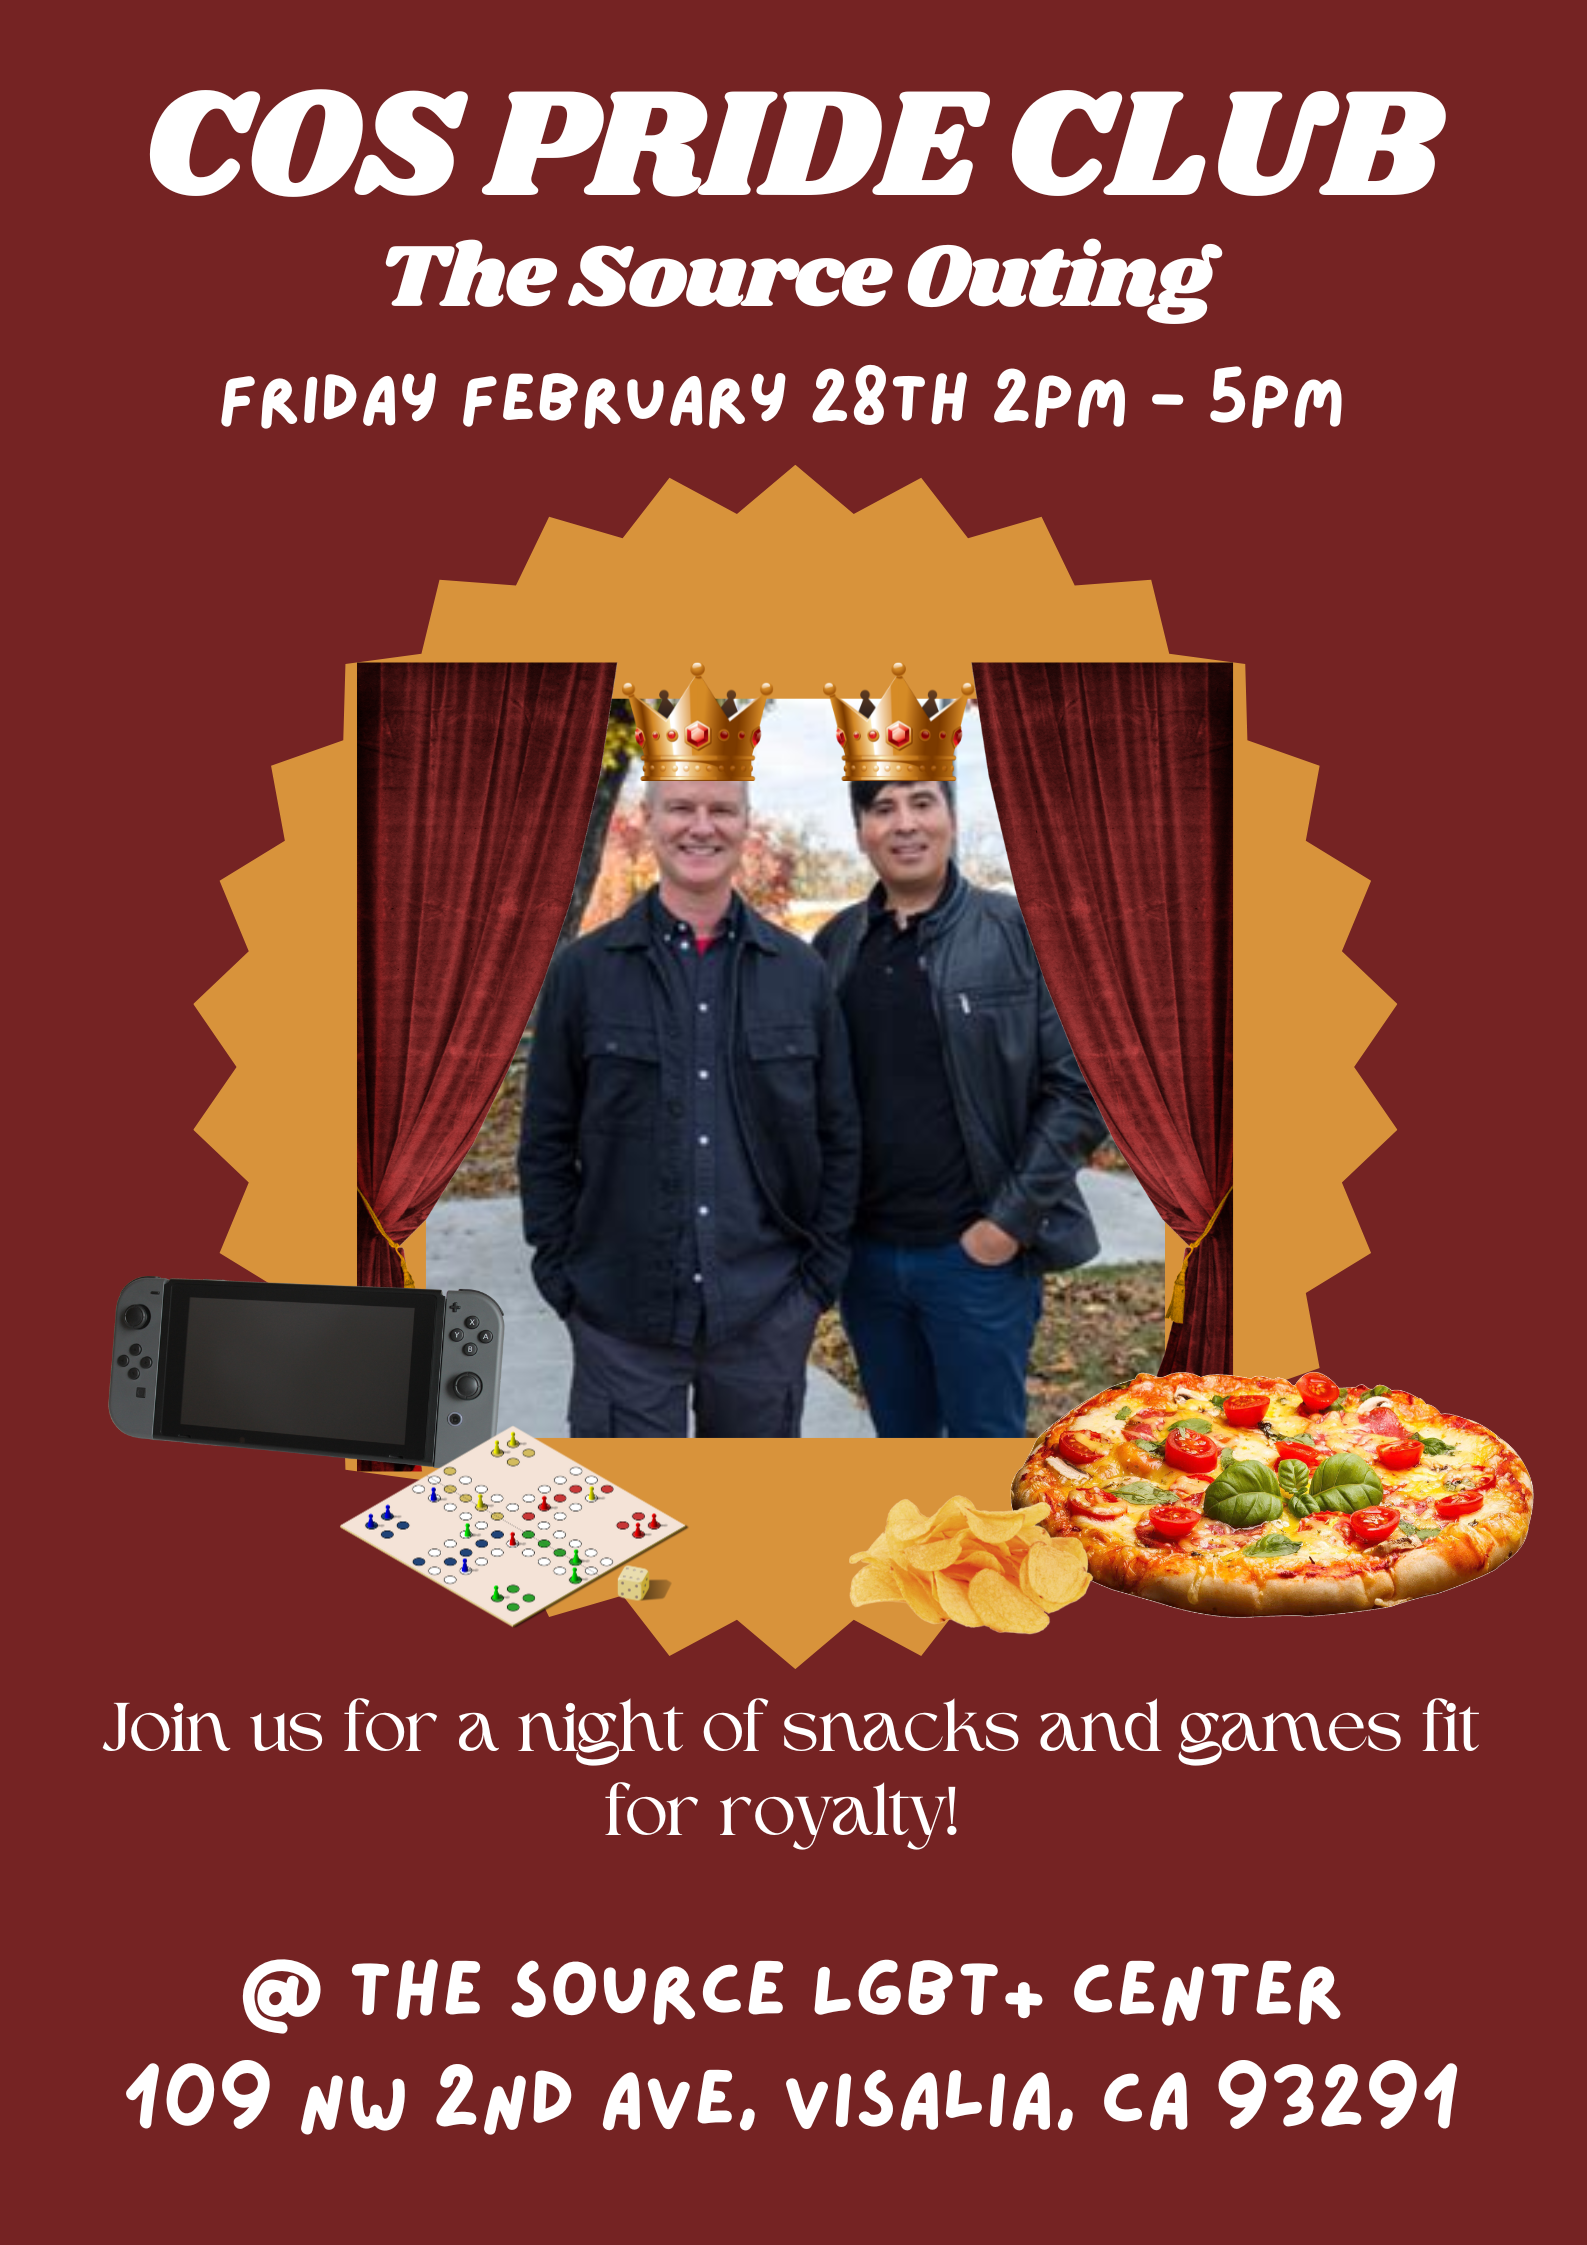 COS PRIDE CLUB
The Source Outing
FRIDAY FEBRUARY 28TH 2PM - 5PM
X
Y A
B
Join us for a night of snacks and games fit
for royalty!
@ THE SOURCE LGBT+ CENTER
109 NW 2ND AVE, VISALIA, CA 93291